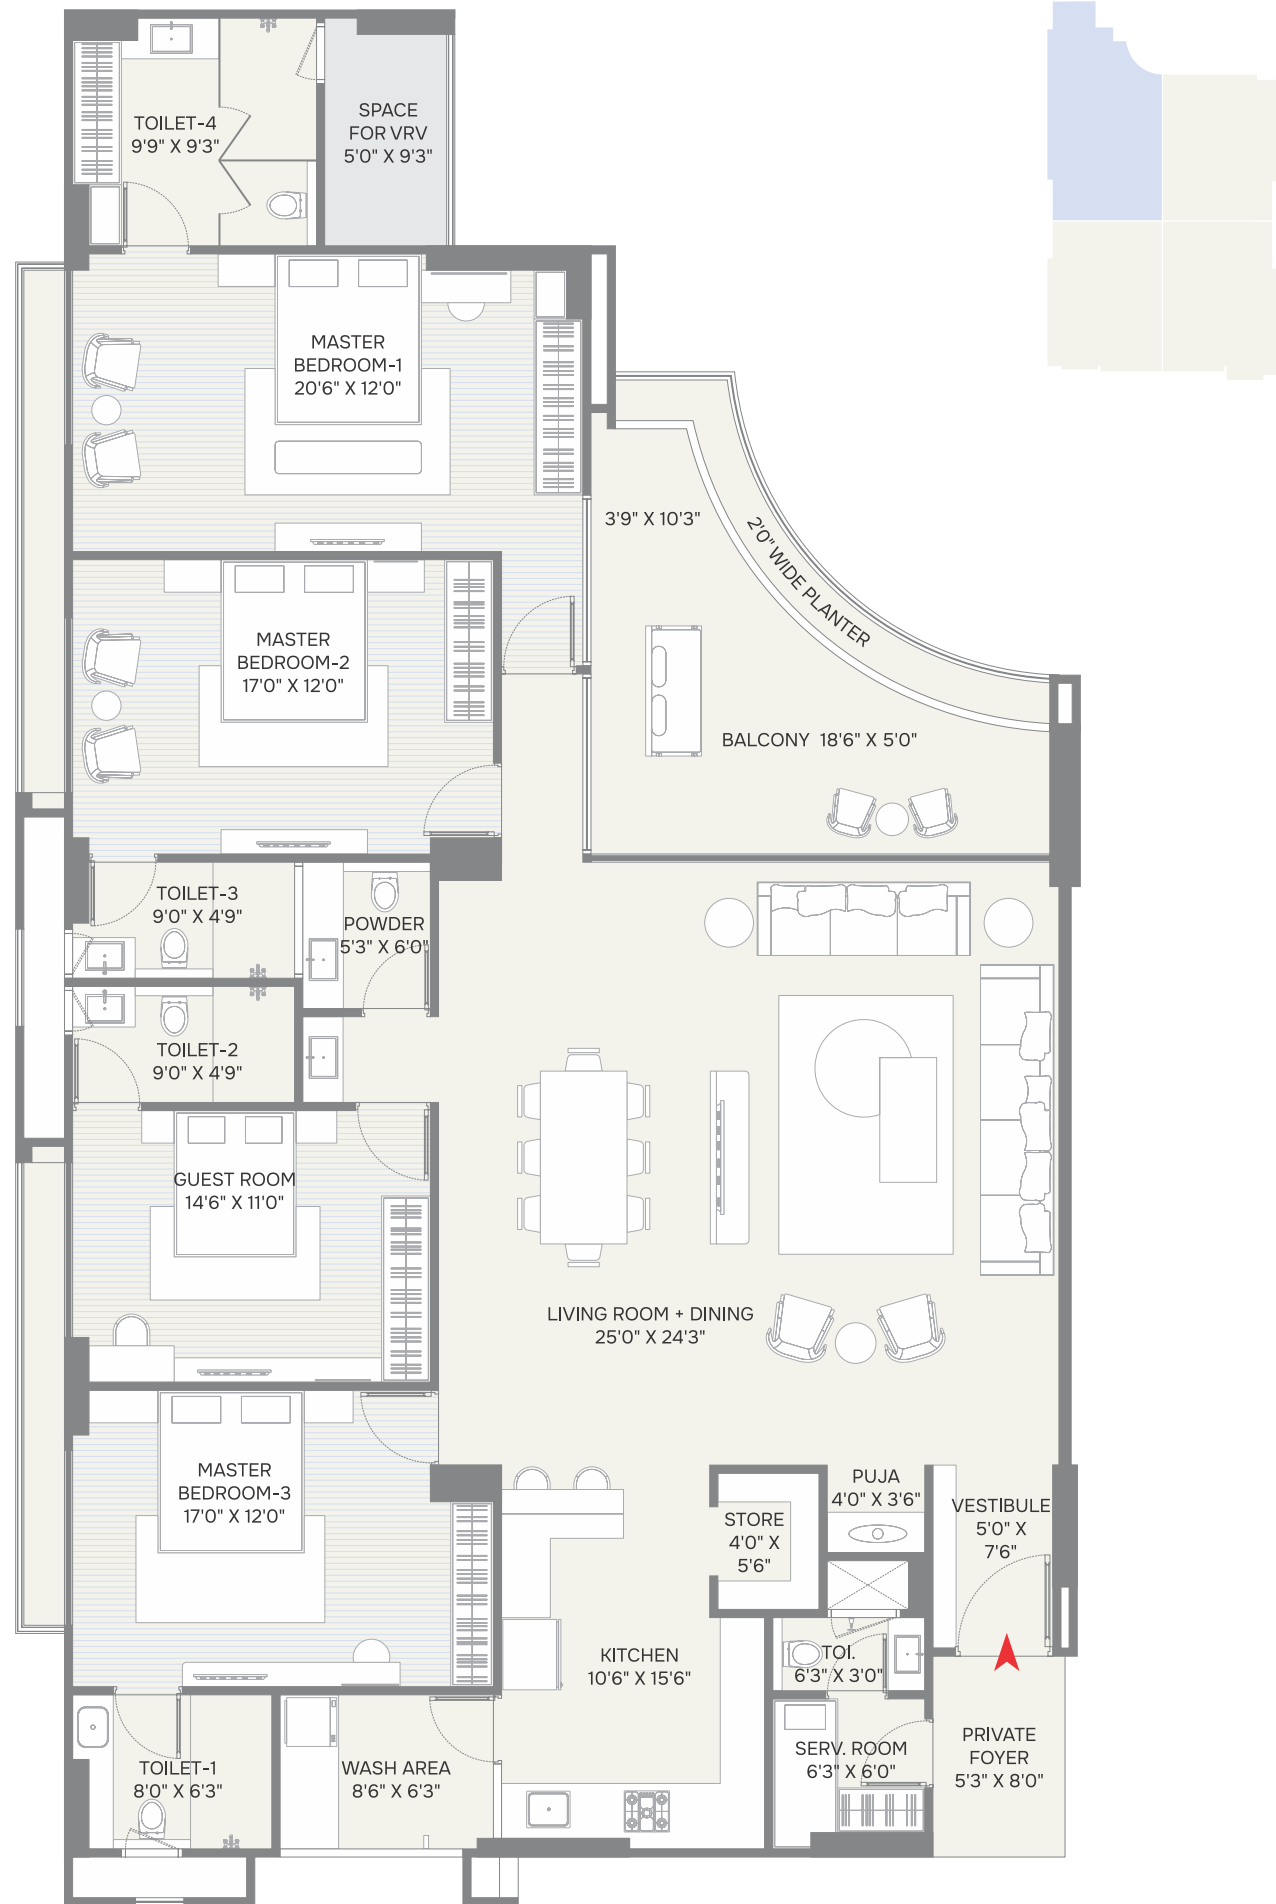 TOILET-4
9'9" X 9'3"
SPACE
FOR VRV
5'0" X 9'3"
MASTER
BEDROOM-1
20'6" X 12'0"
3'9" X 10'3"
2'0" WIDE PLANTER
MASTER
BEDROOM-2
17'0" X 12'0"
BALCONY 18'6" X 5'0"
TOILET-3
9'0" X 4'9"
POWDER
5'3" X 6'0"
TOILET-2
9'0" X 4'9"
GUEST ROOM
14'6" X 11'0"
LIVING ROOM + DINING
25'0" X 24'3"
MASTER
BEDROOM-3
17'0" X 12'0"
PUJA
4'0" X 3'6"
STORE
4'0" X
5'6"
VESTIBULE
5'0" X
7'6"
KITCHEN
10'6" X 15'6"
TOI.
6'3" X 3'0"
SERV. ROOM
6'3" X 6'0"
PRIVATE
FOYER
5'3" X 8'0"
TOILET-1
8'0" X 6'3"
WASH AREA
8'6" X 6'3"